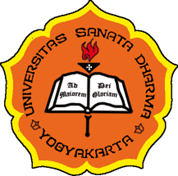 UNIVERSITAS SANATA DHARMA
Ad Dei
Maiorem Gloriam
YOGYAKARTA